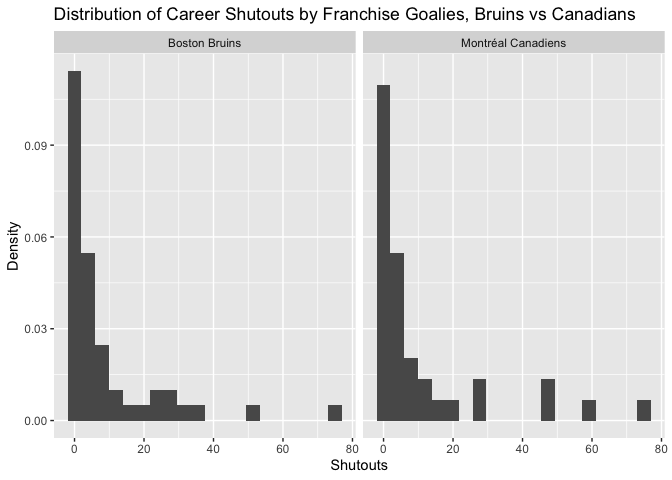 Distribution of Career Shutouts by Franchise Goalies, Bruins vs Canadians
Boston Bruins
Montréal Canadiens
Density
0.09
0.06
0.03
0.00
0 20 40 60 80
0 20 40 60 80
Shutouts